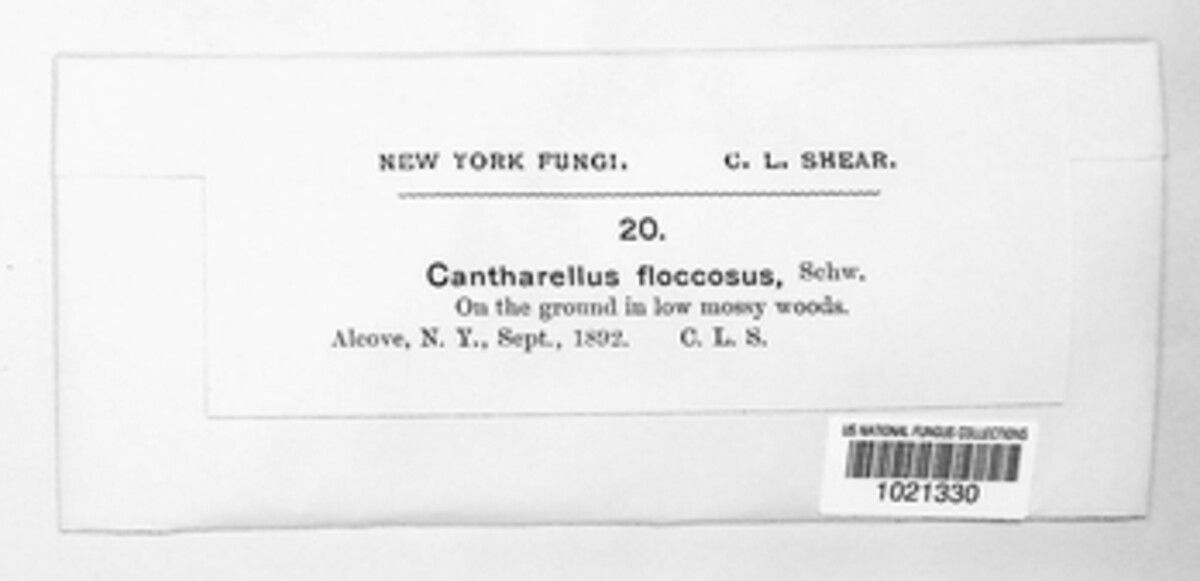 NEW YORK FUNGI. C. L. SHEAR.
20.
Cantharellus floccosus, Schw.
On the ground in low mossy woods.
Alcove, N. Y., Sept., 1892. C. L. S.
US NATIONAL FUNGUS COLLECTIONS
1021330